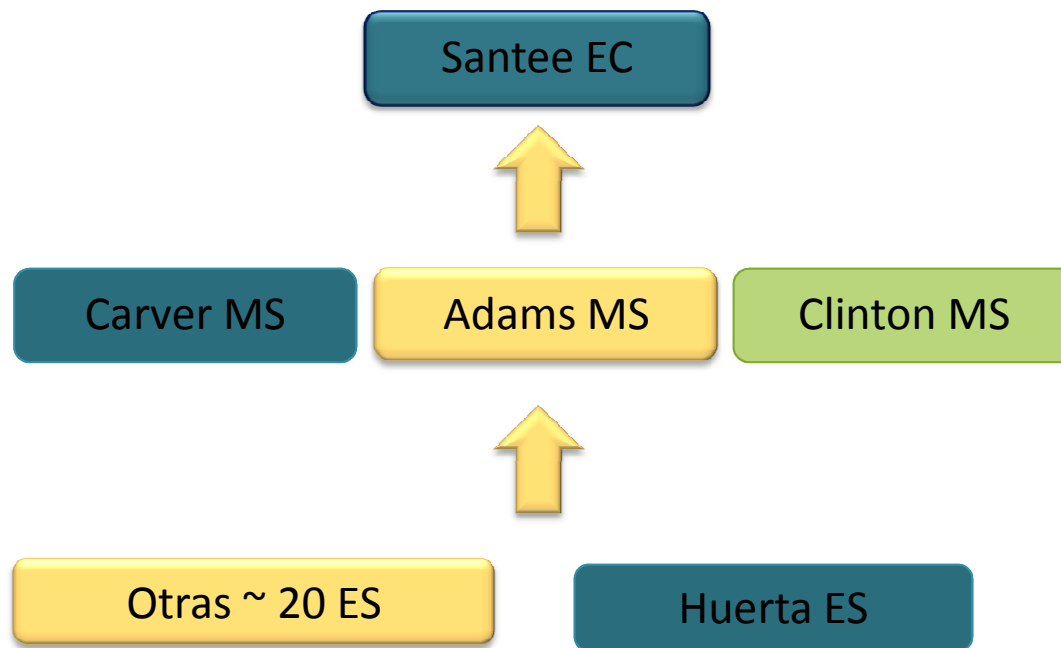 Santee EC
Carver MS
Adams MS
Clinton MS
Otras ~ 20 ES
Huerta ES